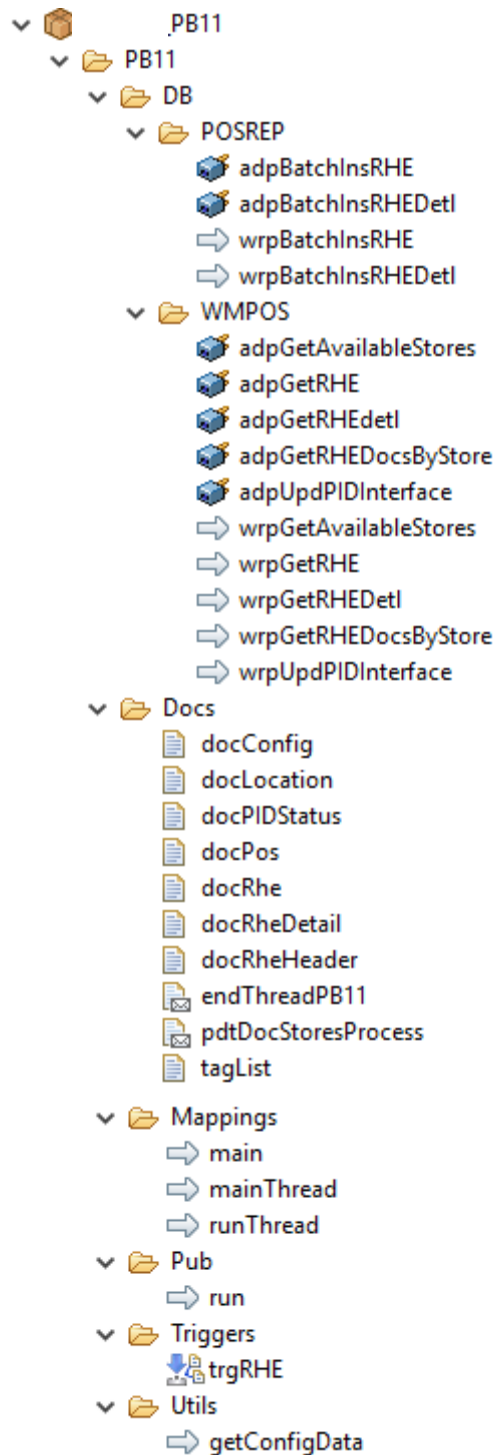 _PB11
PB11
DB
POSREP
adpBatchInsRHE
adpBatchInsRHEDetl
wrpBatchInsRHE
wrpBatchInsRHEDetl
WMPOS
adpGetAvailableStores
adpGetRHE
adpGetRHEdetl
adpGetRHEDocsByStore
adpUpdPIDInterface
wrpGetAvailableStores
wrpGetRHE
wrpGetRHEDetl
wrpGetRHEDocsByStore
wrpUpdPIDInterface
Docs
docConfig
docLocation
docPIDStatus
docPos
docRhe
docRheDetail
docRheHeader
endThreadPB11
pdtDocStoresProcess
tagList
Mappings
main
mainThread
runThread
Pub
run
Triggers
trgRHE
Utils
getConfigData